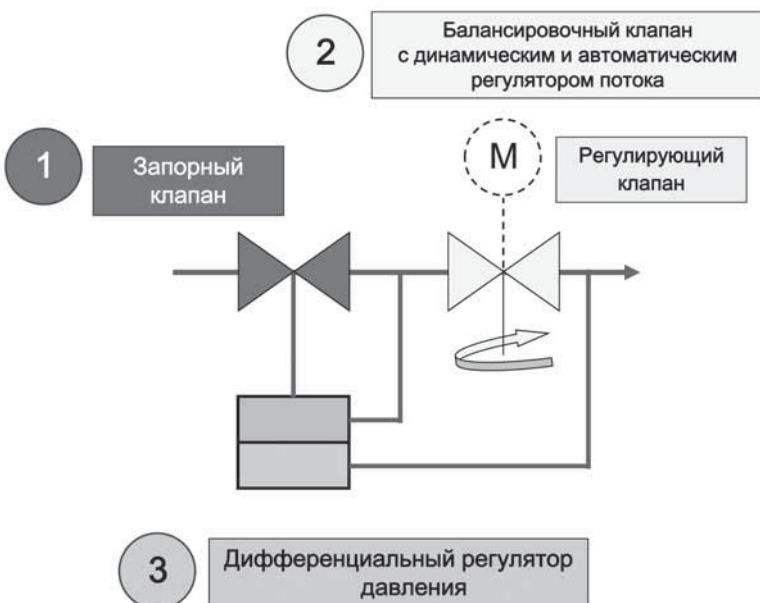 2
Балансировочный клапан
с динамическим и автоматическим
регулятором потока
1
Запорный
клапан
M
Регулирующий
клапан
3
Дифференциальный регулятор
давления